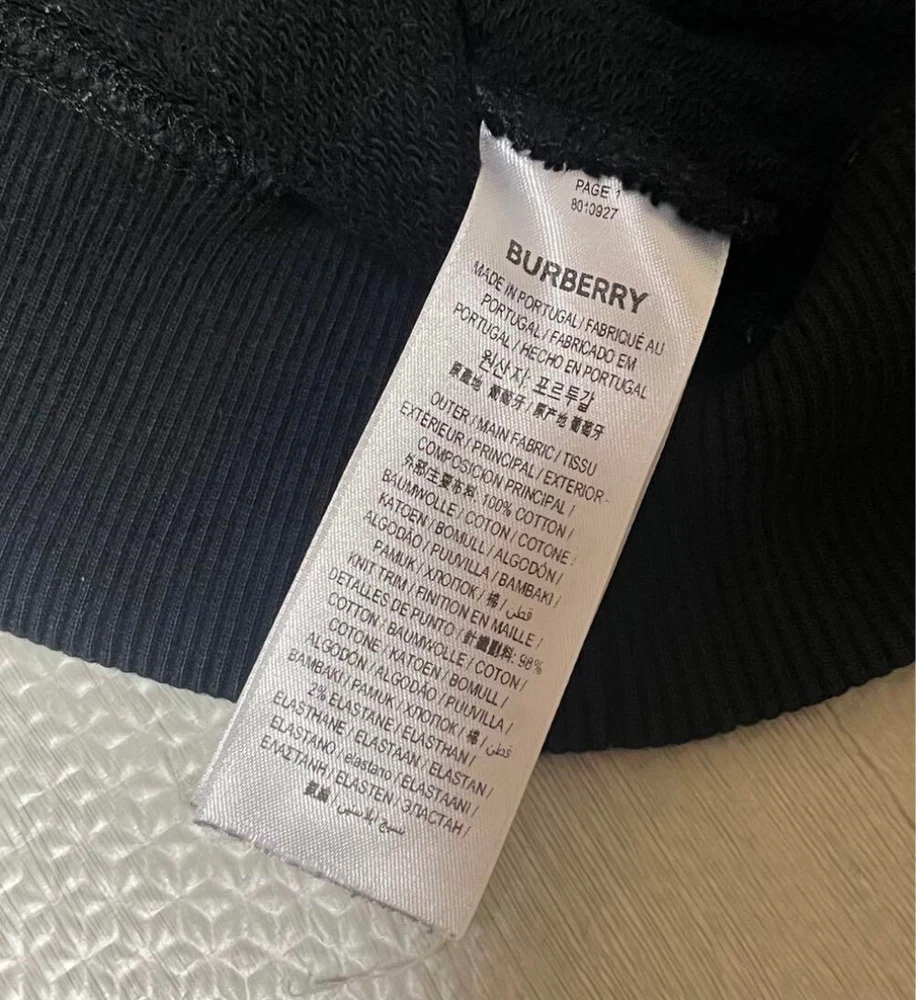 PAGE 1
8010927
BURBERRY
MADE IN PORTUGAL / FABRIQUÉ AU
PORTUGAL / FABRICADO EM
PORTUGAL / HECHO EN PORTUGAL
원산지: 포르투갈
原產地 葡萄牙 / 原产地 葡萄牙
OUTER / MAIN FABRIC / TISSU
EXTÉRIEUR / PRINCIPAL / EXTERIOR -
COMPOSICION PRINCIPAL /
外部主要布料: 100% COTTON /
BAUMWOLLE / COTON / COTONE /
KATOEN / BOMULL / ALGODÓN /
ALGODÃO / PUUVILLA / BAMBAKI /
PAMUK / ХЛОПОК / 棉 / قطن
KNIT TRIM / FINITION EN MAILLE /
DETALLES DE PUNTO / 針織副料: 98%
COTTON / BAUMWOLLE / COTON /
COTONE / KATOEN / BOMULL /
ALGODÓN / ALGODÃO / PUUVILLA /
BAMBAKI / PAMUK / ХЛОПОК / 棉 / قطن
2% ELASTANE / ELASTHAN /
ELASTHANE / ELASTAAN / ELASTAN /
ELASTANO / elastano / ELASTAANI /
ΕΛΑΣΤΑΝΗ / ELASTEN / ЭЛАСТАН /